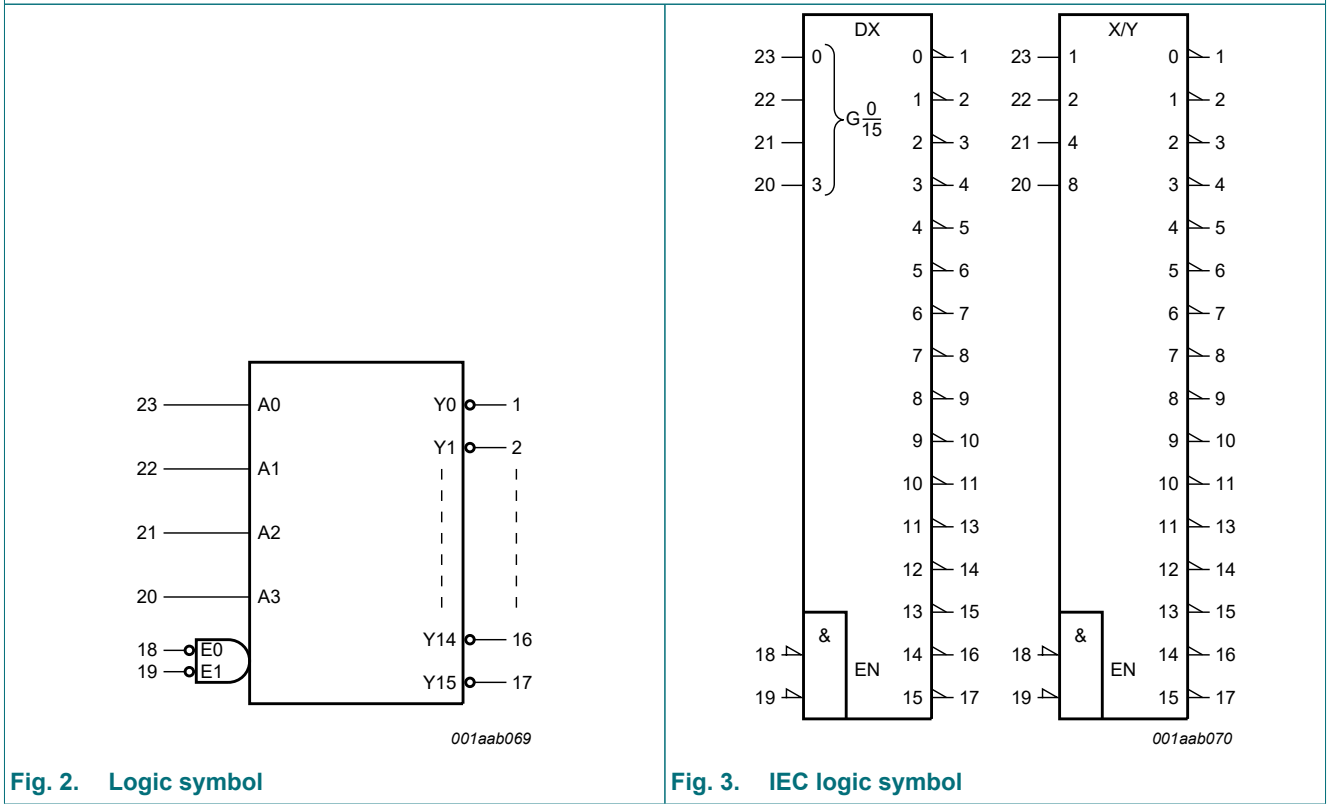 23 A0 Y0 1
Y1 2
22 A1
21 A2
20 A3
Y14 16
18 E0
19 E1
Y15 17
001aab069
Fig. 2. Logic symbol
DX
23 0 0 1
G 0
15
22 1 2
21 2 3
20 3 3 4
4 5
5 6
6 7
7 8
8 9
9 10
10 11
11 13
12 14
13 15
&
18 14 16
EN
19 15 17
X/Y
23 1 0 1
22 2 1 2
21 4 2 3
20 8 3 4
4 5
5 6
6 7
7 8
8 9
9 10
10 11
11 13
12 14
13 15
&
18 14 16
EN
19 15 17
001aab070
Fig. 3. IEC logic symbol